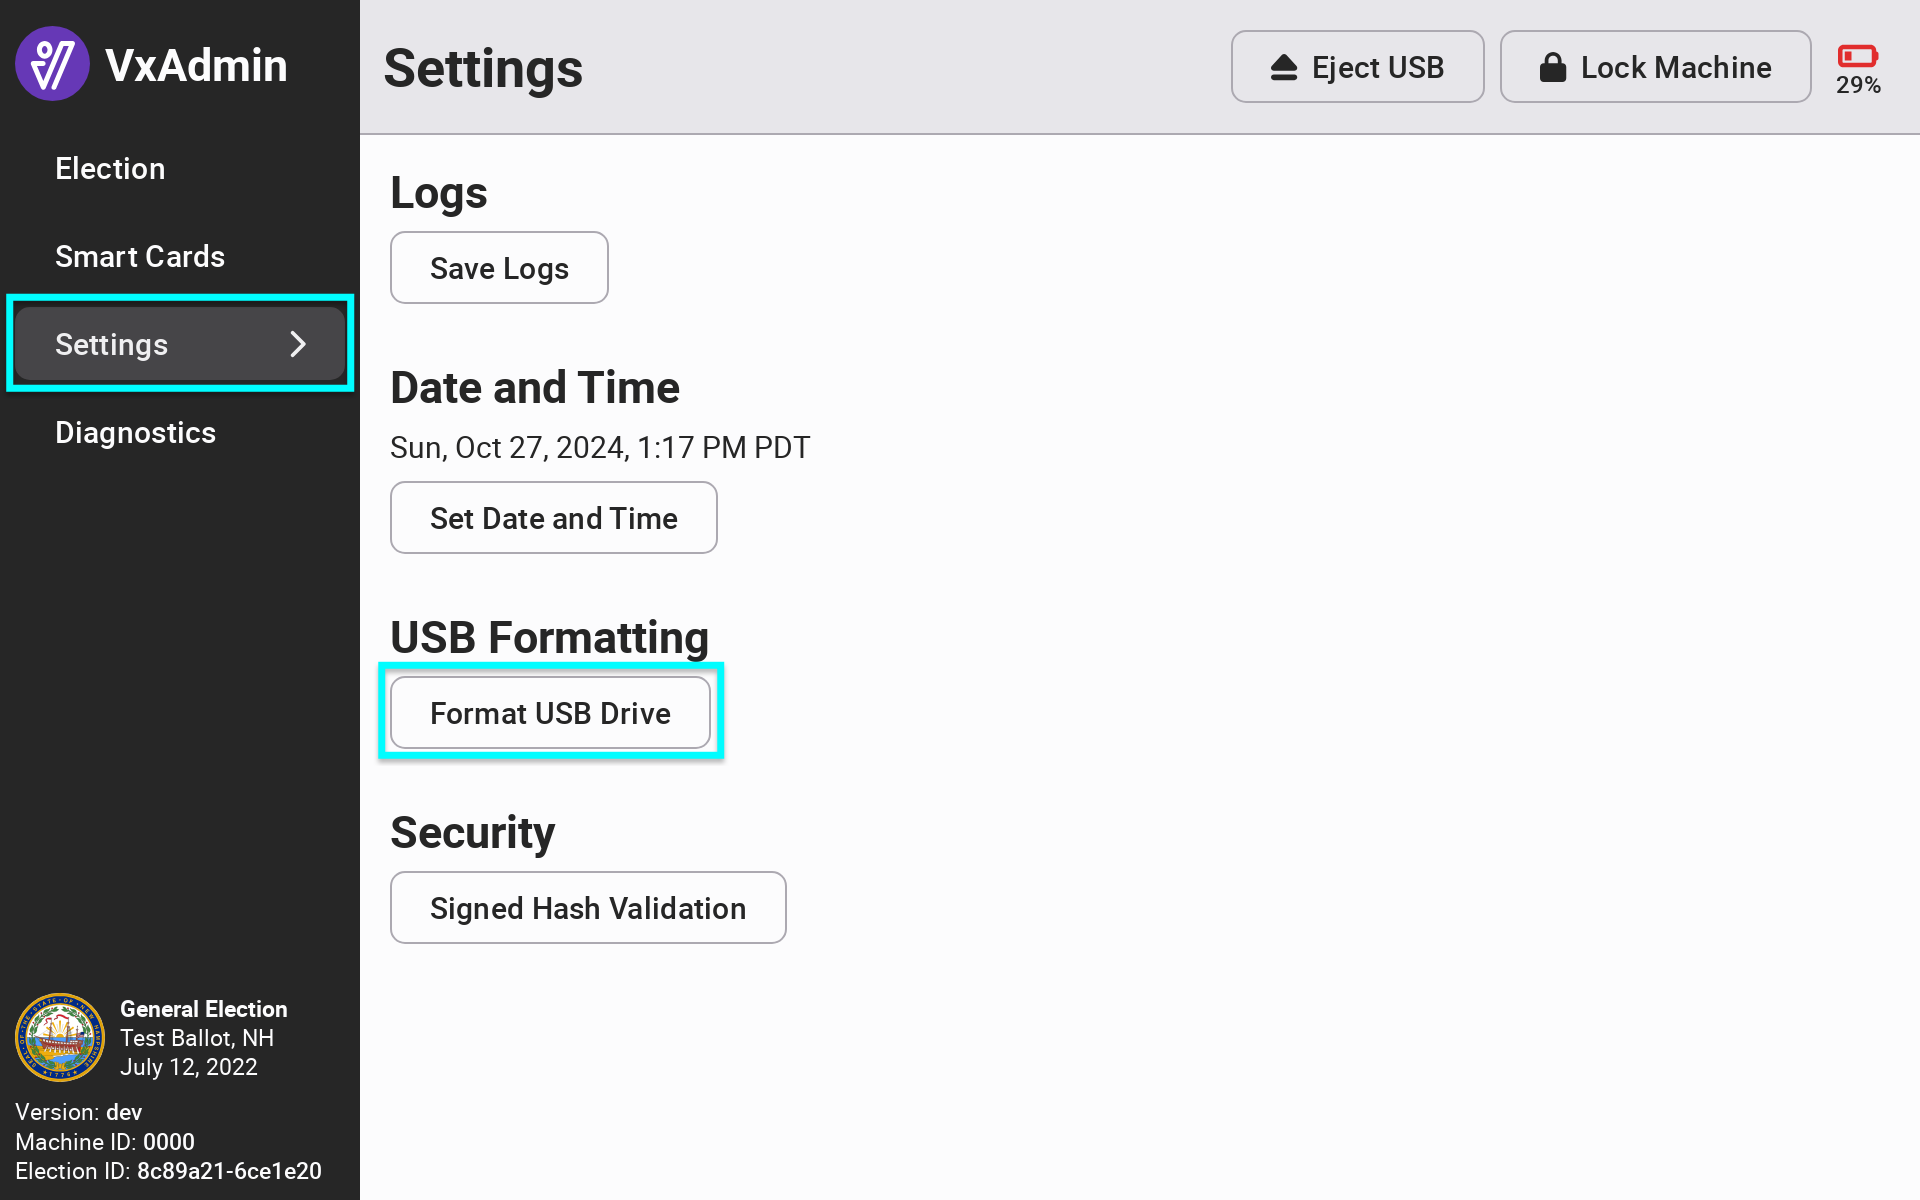 VxAdmin
Election
Smart Cards
Settings
Diagnostics
General Election
Test Ballot, NH
July 12, 2022
Version: dev
Machine ID: 0000
Election ID: 8c89a21-6ce1e20
Settings
Eject USB
Lock Machine
29%
Logs
Save Logs
Date and Time
Sun, Oct 27, 2024, 1:17 PM PDT
Set Date and Time
USB Formatting
Format USB Drive
Security
Signed Hash Validation